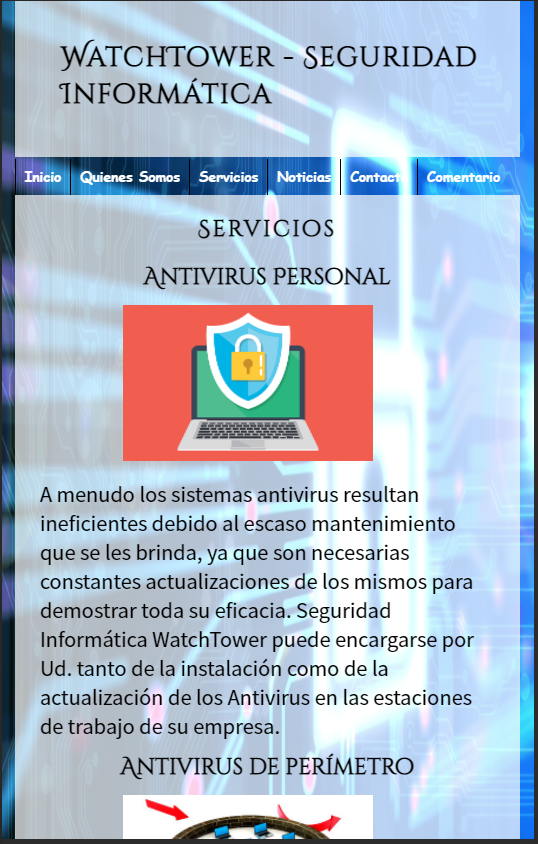 WatchTower - Seguridad
Informática
Inicio Quienes Somos Servicios Noticias Contacto Comentario
Servicios
Antivirus personal
A menudo los sistemas antivirus resultan
ineficientes debido al escaso mantenimiento
que se les brinda, ya que son necesarias
constantes actualizaciones de los mismos para
demostrar toda su eficacia. Seguridad
Informática WatchTower puede encargarse por
Ud. tanto de la instalación como de la
actualización de los Antivirus en las estaciones
de trabajo de su empresa.
Antivirus de perímetro